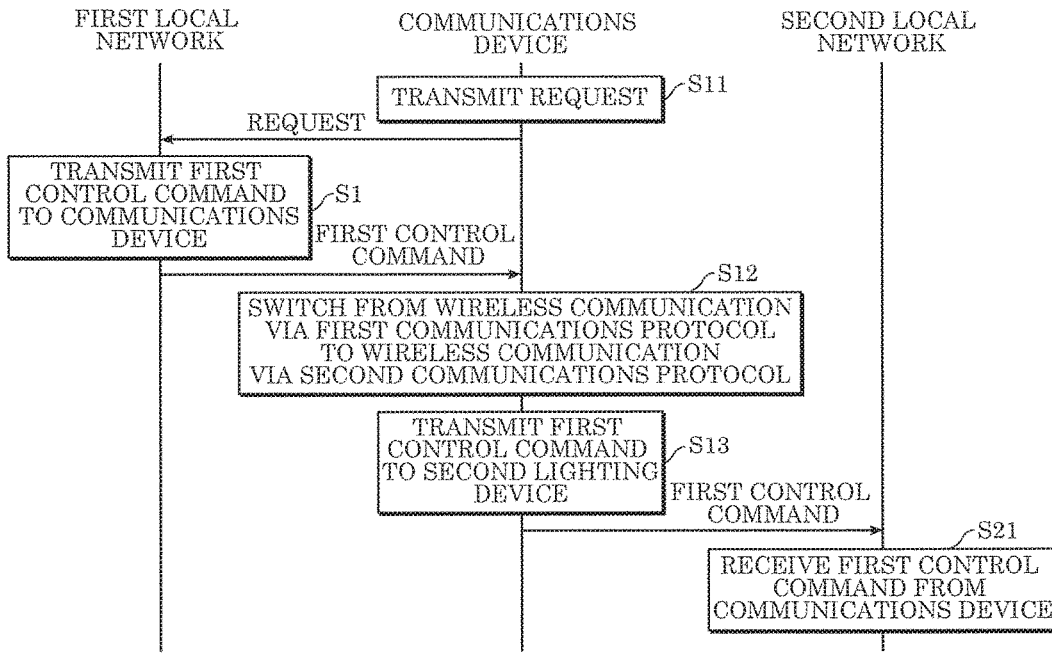 FIRST LOCAL
NETWORK
COMMUNICATIONS
DEVICE
SECOND LOCAL
NETWORK
TRANSMIT REQUEST
S11
REQUEST
TRANSMIT FIRST
CONTROL COMMAND
TO COMMUNICATIONS
DEVICE
S1
FIRST CONTROL
COMMAND
S12
SWITCH FROM WIRELESS COMMUNICATION
VIA FIRST COMMUNICATIONS PROTOCOL
TO WIRELESS COMMUNICATION
VIA SECOND COMMUNICATIONS PROTOCOL
TRANSMIT FIRST
CONTROL COMMAND
TO SECOND LIGHTING
DEVICE
S13
FIRST CONTROL
COMMAND
S21
RECEIVE FIRST CONTROL
COMMAND FROM
COMMUNICATIONS DEVICE